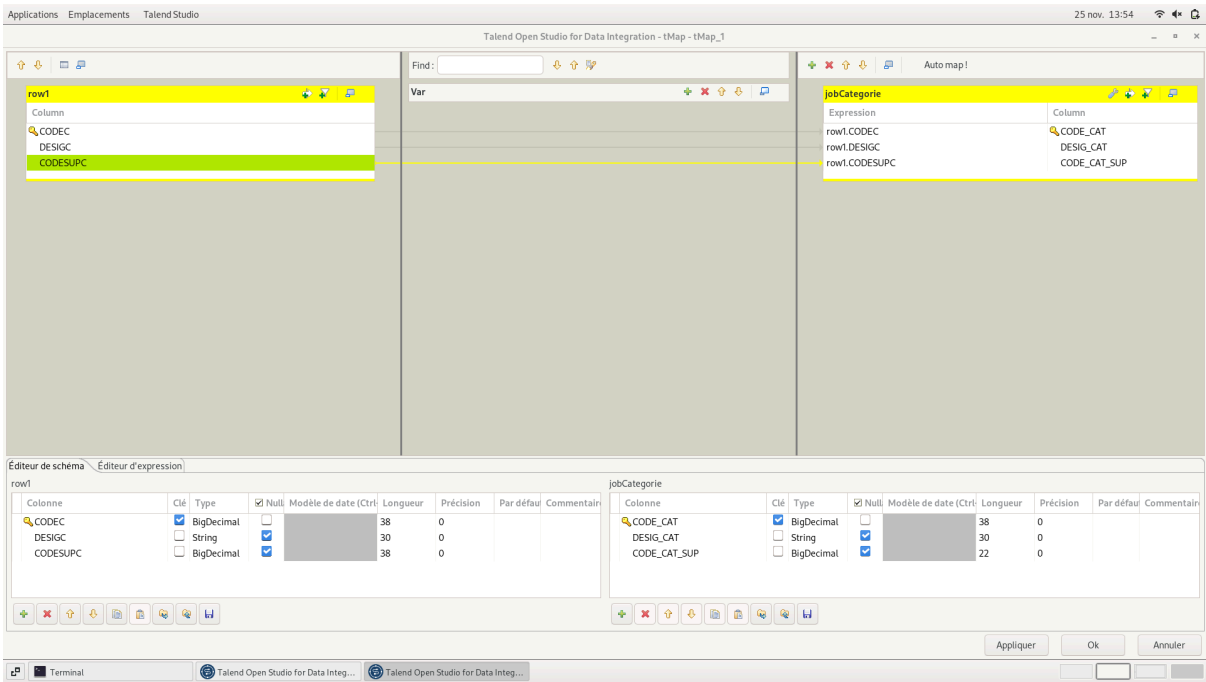 Applications Emplacements Talend Studio 25 nov. 13:54
Talend Open Studio for Data Integration - tMap - tMap_1
Find :
Auto map !
row1
Column
CODEC
DESIGC
CODESUPC
Var
jobCategorie
Expression Column
row1.CODEC CODE_CAT
row1.DESIGC DESIG_CAT
row1.CODESUPC CODE_CAT_SUP
Éditeur de schéma Éditeur d'expression
row1
Colonne Clé Type Null Modèle de date (Ctrl- Longueur Précision Par défau Commentair
CODEC BigDecimal 38 0
DESIGC String 30 0
CODESUPC BigDecimal 38 0
jobCategorie
Colonne Clé Type Null Modèle de date (Ctrl- Longueur Précision Par défau Commentair
CODE_CAT BigDecimal 38 0
DESIG_CAT String 30 0
CODE_CAT_SUP BigDecimal 22 0
Appliquer Ok Annuler
Terminal Talend Open Studio for Data Integ... Talend Open Studio for Data Integ...